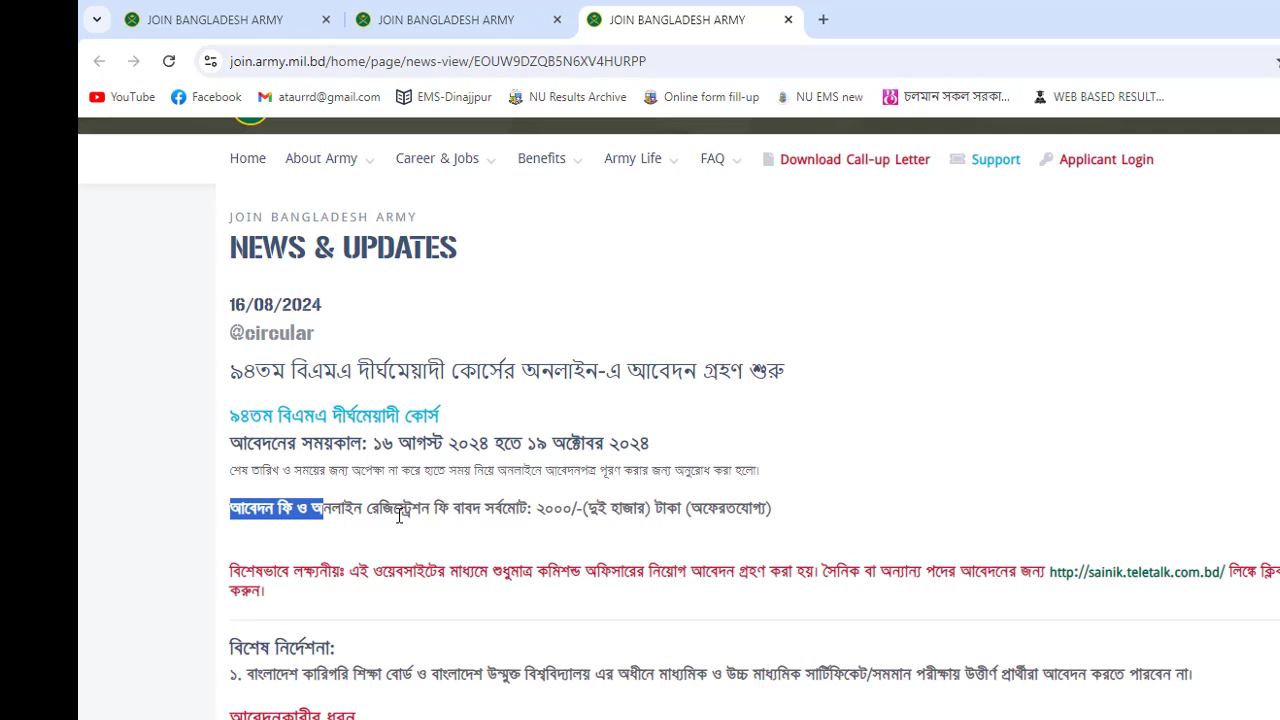 JOIN BANGLADESH ARMY JOIN BANGLADESH ARMY JOIN BANGLADESH ARMY
join.army.mil.bd/home/page/news-view/EOUW9DZQB5N6XV4HURPP
YouTube Facebook ataurrd@gmail.com EMS-Dinajpur NU Results Archive Online form fill-up NU EMS new চলমান সকল সরকা... WEB BASED RESULT...
Home About Army Career & Jobs Benefits Army Life FAQ Download Call-up Letter Support Applicant Login
JOIN BANGLADESH ARMY
NEWS & UPDATES
16/08/2024
@circular
৯৪তম বিএমএ দীর্ঘমেয়াদী কোর্সের অনলাইন-এ আবেদন গ্রহণ শুরু
৯৪তম বিএমএ দীর্ঘমেয়াদী কোর্স
আবেদনের সময়কাল: ১৬ আগস্ট ২০২৪ হতে ১৯ অক্টোবর ২০২৪
শেষ তারিখ ও সময়ের জন্য অপেক্ষা না করে হাতে সময় নিয়ে অনলাইনে আবেদনপত্র পূরণ করার জন্য অনুরোধ করা হলো।
আবেদন ফি ও অনলাইন রেজিস্ট্রেশন ফি বাবদ সর্বমোট: ২০০০/-(দুই হাজার) টাকা (অফেরতযোগ্য)
বিশেষভাবে লক্ষ্যনীয়ঃ এই ওয়েবসাইটের মাধ্যমে শুধুমাত্র কমিশন্ড অফিসারের নিয়োগ আবেদন গ্রহণ করা হয়। সৈনিক বা অন্যান্য পদের আবেদনের জন্য http://sainik.teletalk.com.bd/ লিঙ্কে ক্লি
করুন।
বিশেষ নির্দেশনা:
১. বাংলাদেশ কারিগরি শিক্ষা বোর্ড ও বাংলাদেশ উন্মুক্ত বিশ্ববিদ্যালয় এর অধীনে মাধ্যমিক ও উচ্চ মাধ্যমিক সার্টিফিকেট/সমমান পরীক্ষায় উত্তীর্ণ প্রার্থীরা আবেদন করতে পারবেন না।
আবেদনকারীর ধরন